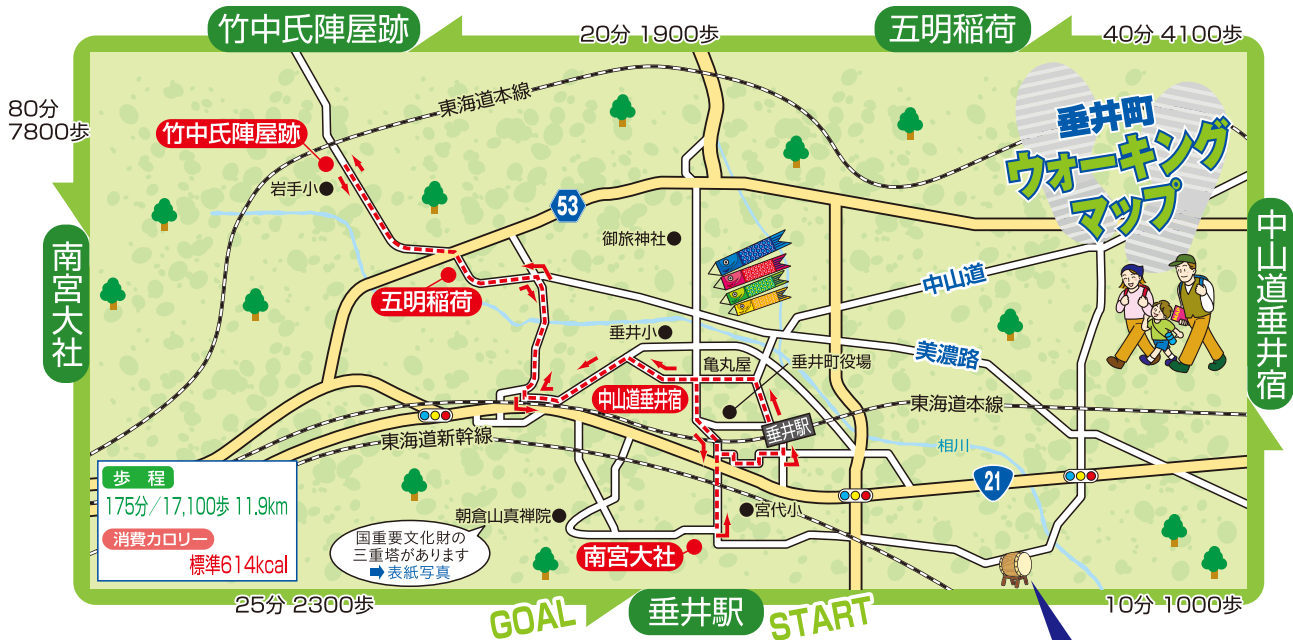 竹中氏陣屋跡
20分 1900歩
五明稲荷
40分 4100歩
80分
7800歩
東海道本線
竹中氏陣屋跡
岩手小
53
垂井町
ウォーキング
マップ
御旅神社
中山道
南宮大社
中山道垂井宿
五明稲荷
垂井小
亀丸屋
垂井町役場
美濃路
中山道垂井宿
東海道本線
垂井駅
東海道新幹線
相川
21
歩 程
175分/17,100歩 11.9km
消費カロリー
標準614kcal
朝倉山真禅院
宮代小
国重要文化財の
三重塔があります
➡表紙写真
南宮大社
25分 2300歩
GOAL
垂井駅
START
10分 1000歩